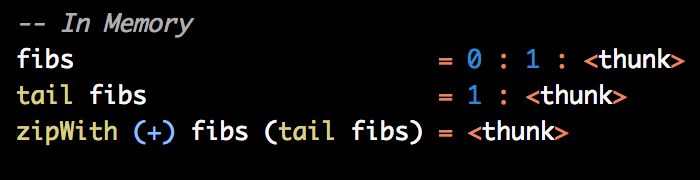 -- In Memory
fibs = 0 : 1 : <thunk>
tail fibs = 1 : <thunk>
zipWith (+) fibs (tail fibs) = <thunk>